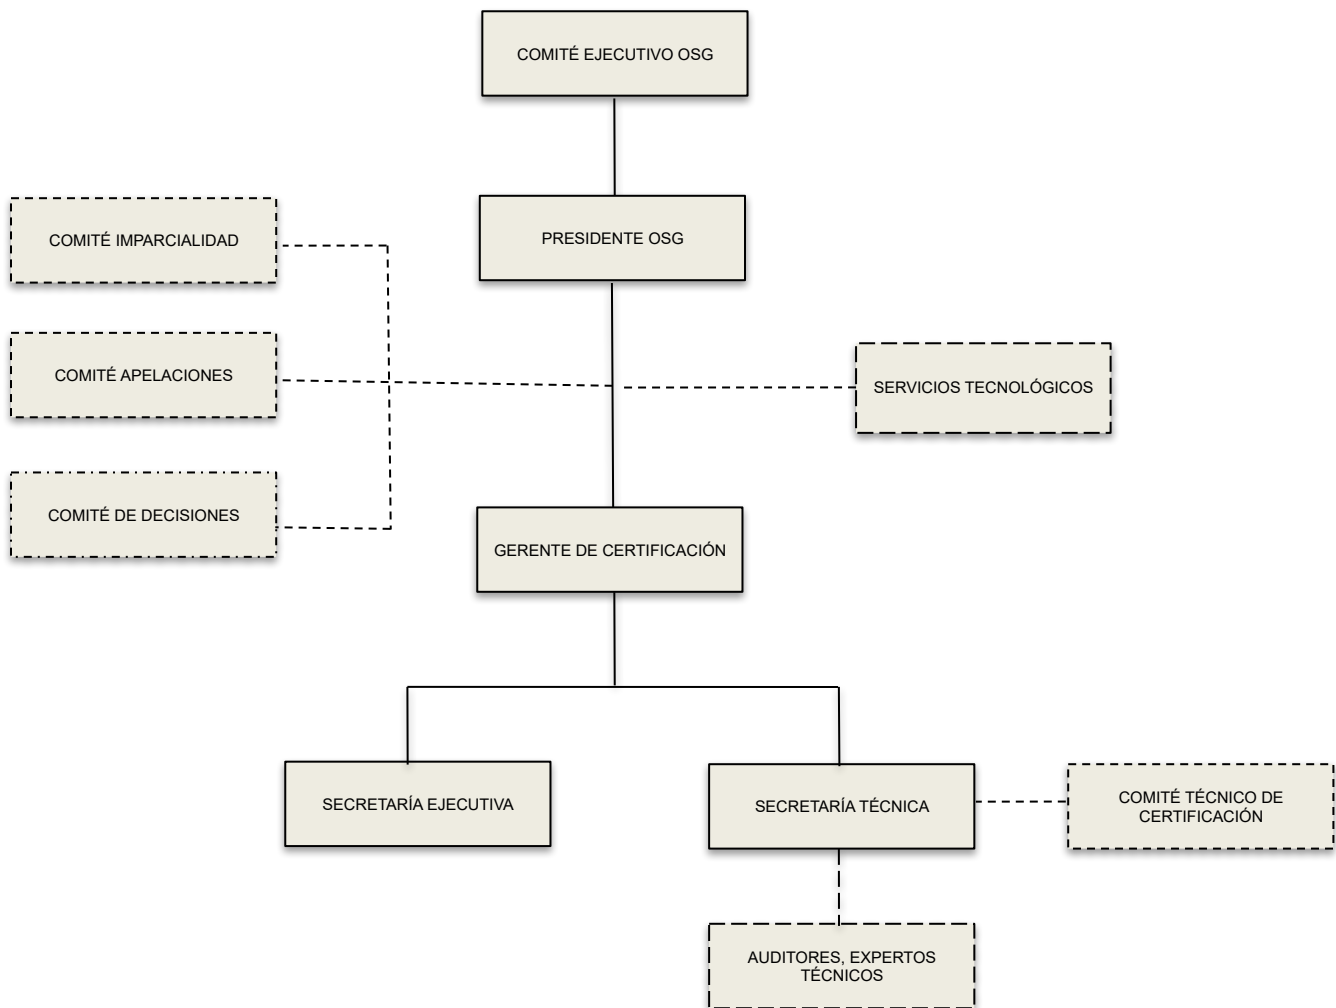 COMITÉ EJECUTIVO OSG
COMITÉ IMPARCIALIDAD
PRESIDENTE OSG
COMITÉ APELACIONES
SERVICIOS TECNOLÓGICOS
COMITÉ DE DECISIONES
GERENTE DE CERTIFICACIÓN
SECRETARÍA EJECUTIVA
SECRETARÍA TÉCNICA
COMITÉ TÉCNICO DE
CERTIFICACIÓN
AUDITORES, EXPERTOS
TÉCNICOS